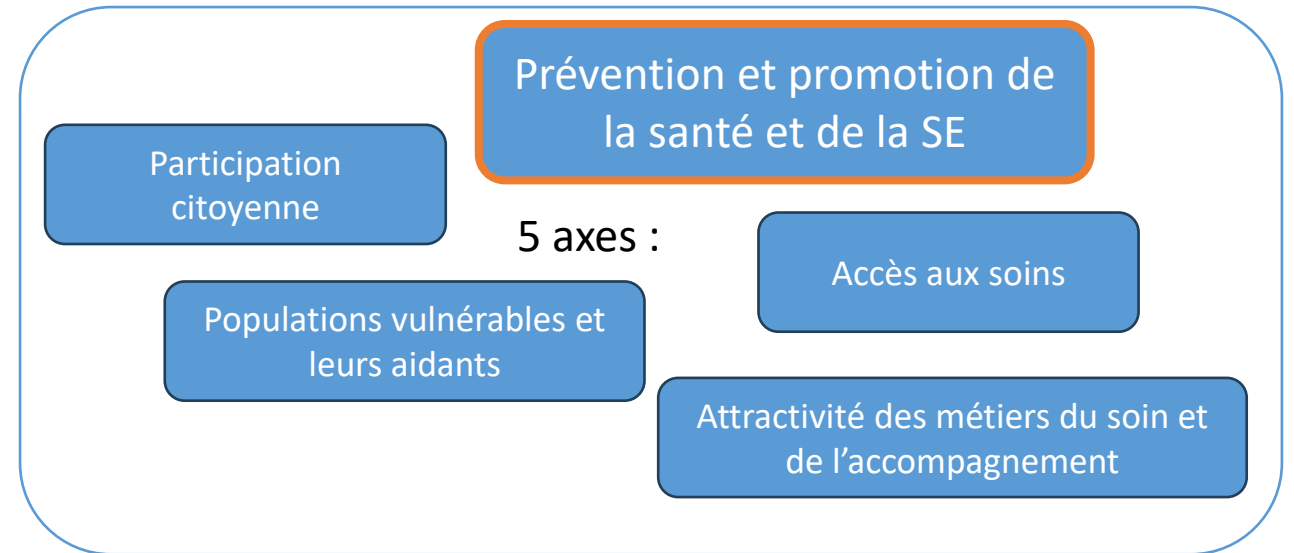 Prévention et promotion de
la santé et de la SE
Participation
citoyenne
5 axes :
Accès aux soins
Populations vulnérables et
leurs aidants
Attractivité des métiers du soin et
de l’accompagnement